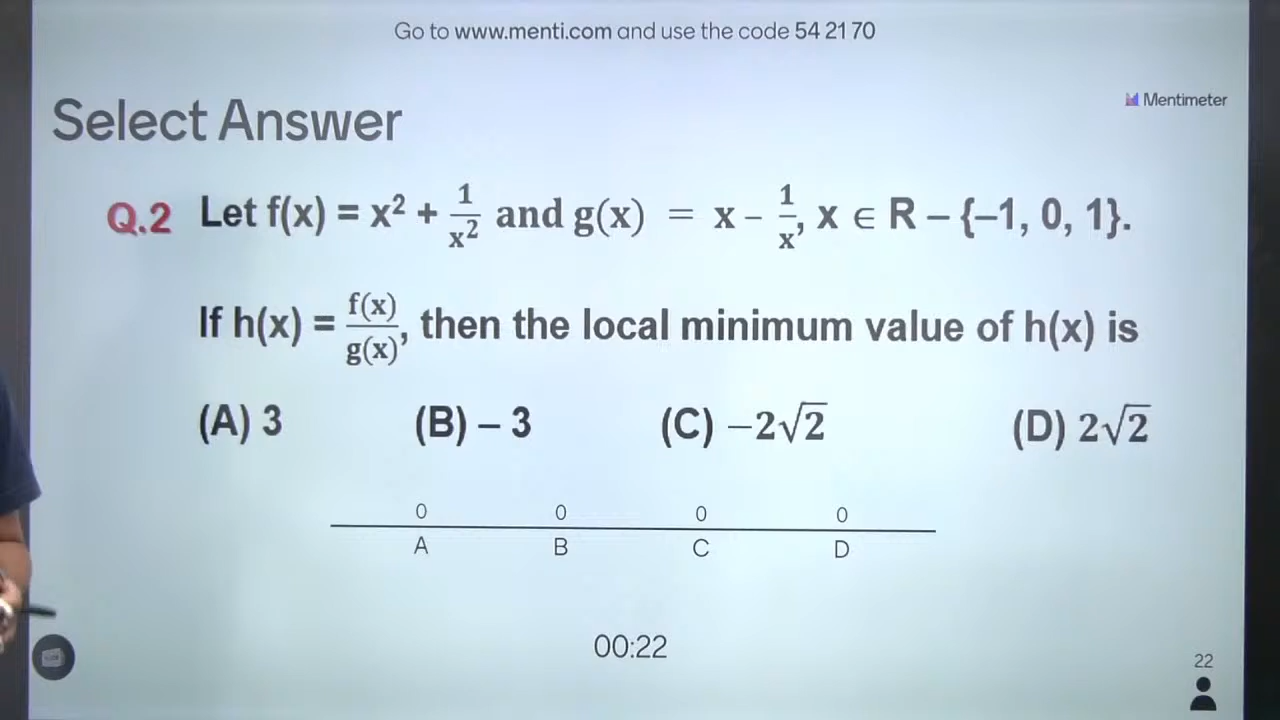 Go to www.menti.com and use the code 54 21 70
Mentimeter
Select Answer
Q.2 Let f(x) = x² + 1/x² and g(x) = x – 1/x, x ∈ R – {–1, 0, 1}.
If h(x) = f(x)/g(x), then the local minimum value of h(x) is
(A) 3 (B) – 3 (C) −2√2 (D) 2√2
0 0 0 0
A B C D
00:22
22